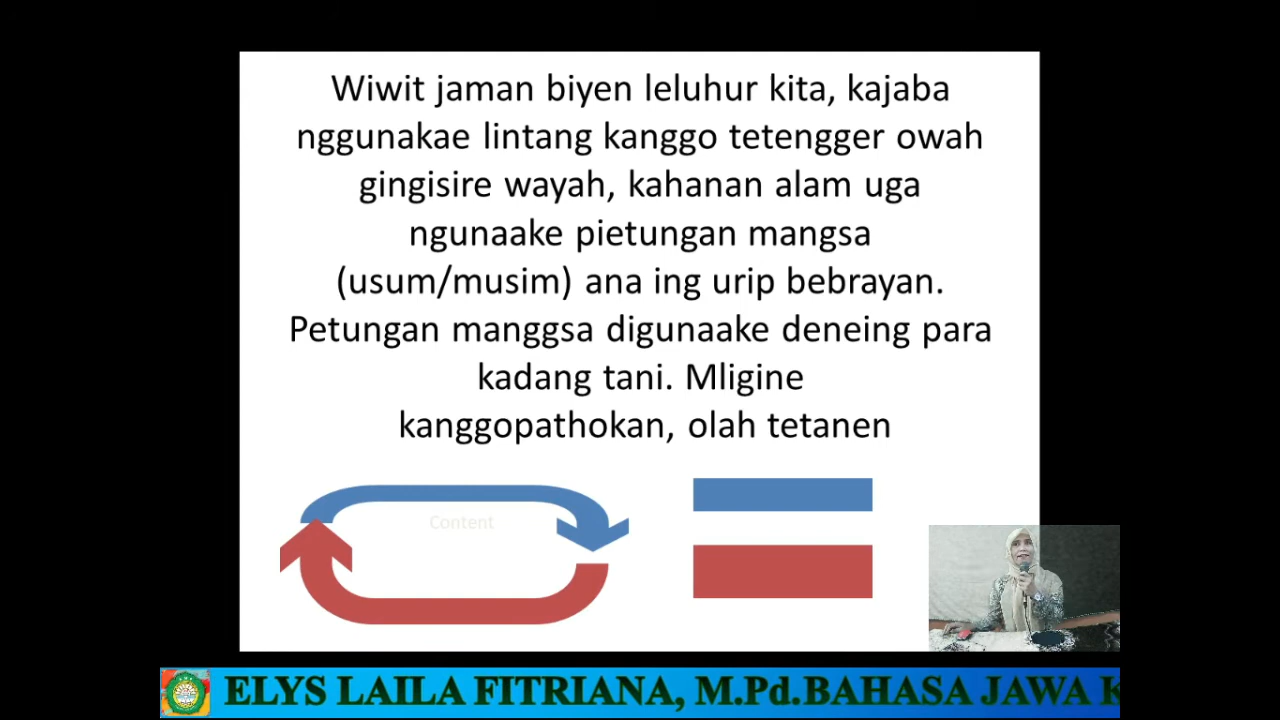 Wiwit jaman biyen leluhur kita, kajaba
nggunakae lintang kanggo tetengger owah
gingisire wayah, kahanan alam uga
ngunaake pietungan mangsa
(usum/musim) ana ing urip bebrayan.
Petungan manggsa digunaake deneing para
kadang tani. Mligine
kanggopathokan, olah tetanen
Content
ELYS LAILA FITRIANA, M.Pd.BAHASA JAWA K